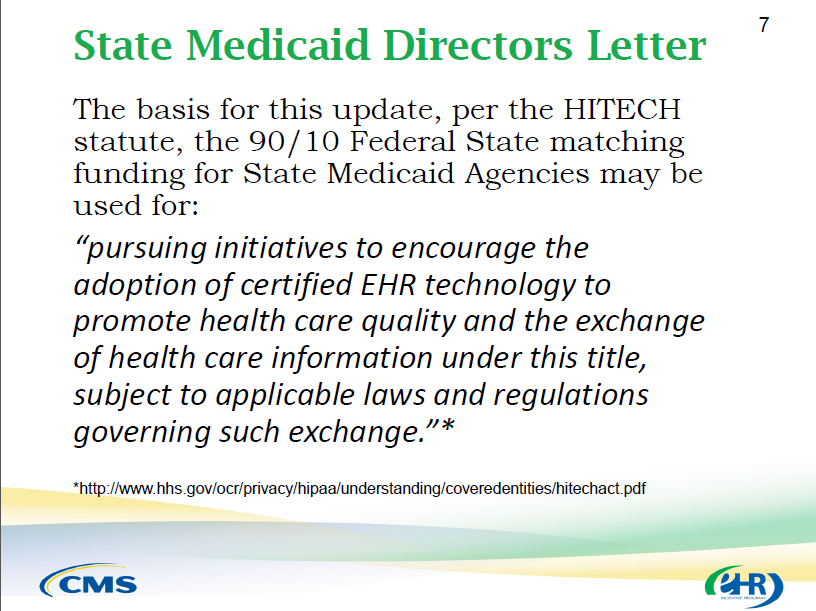 7
State Medicaid Directors Letter
The basis for this update, per the HITECH
statute, the 90/10 Federal State matching
funding for State Medicaid Agencies may be
used for:
“pursuing initiatives to encourage the
adoption of certified EHR technology to
promote health care quality and the exchange
of health care information under this title,
subject to applicable laws and regulations
governing such exchange.”*
*http://www.hhs.gov/ocr/privacy/hipaa/understanding/coveredentities/hitechact.pdf
CMS
eHR
INCENTIVE PROGRAMS